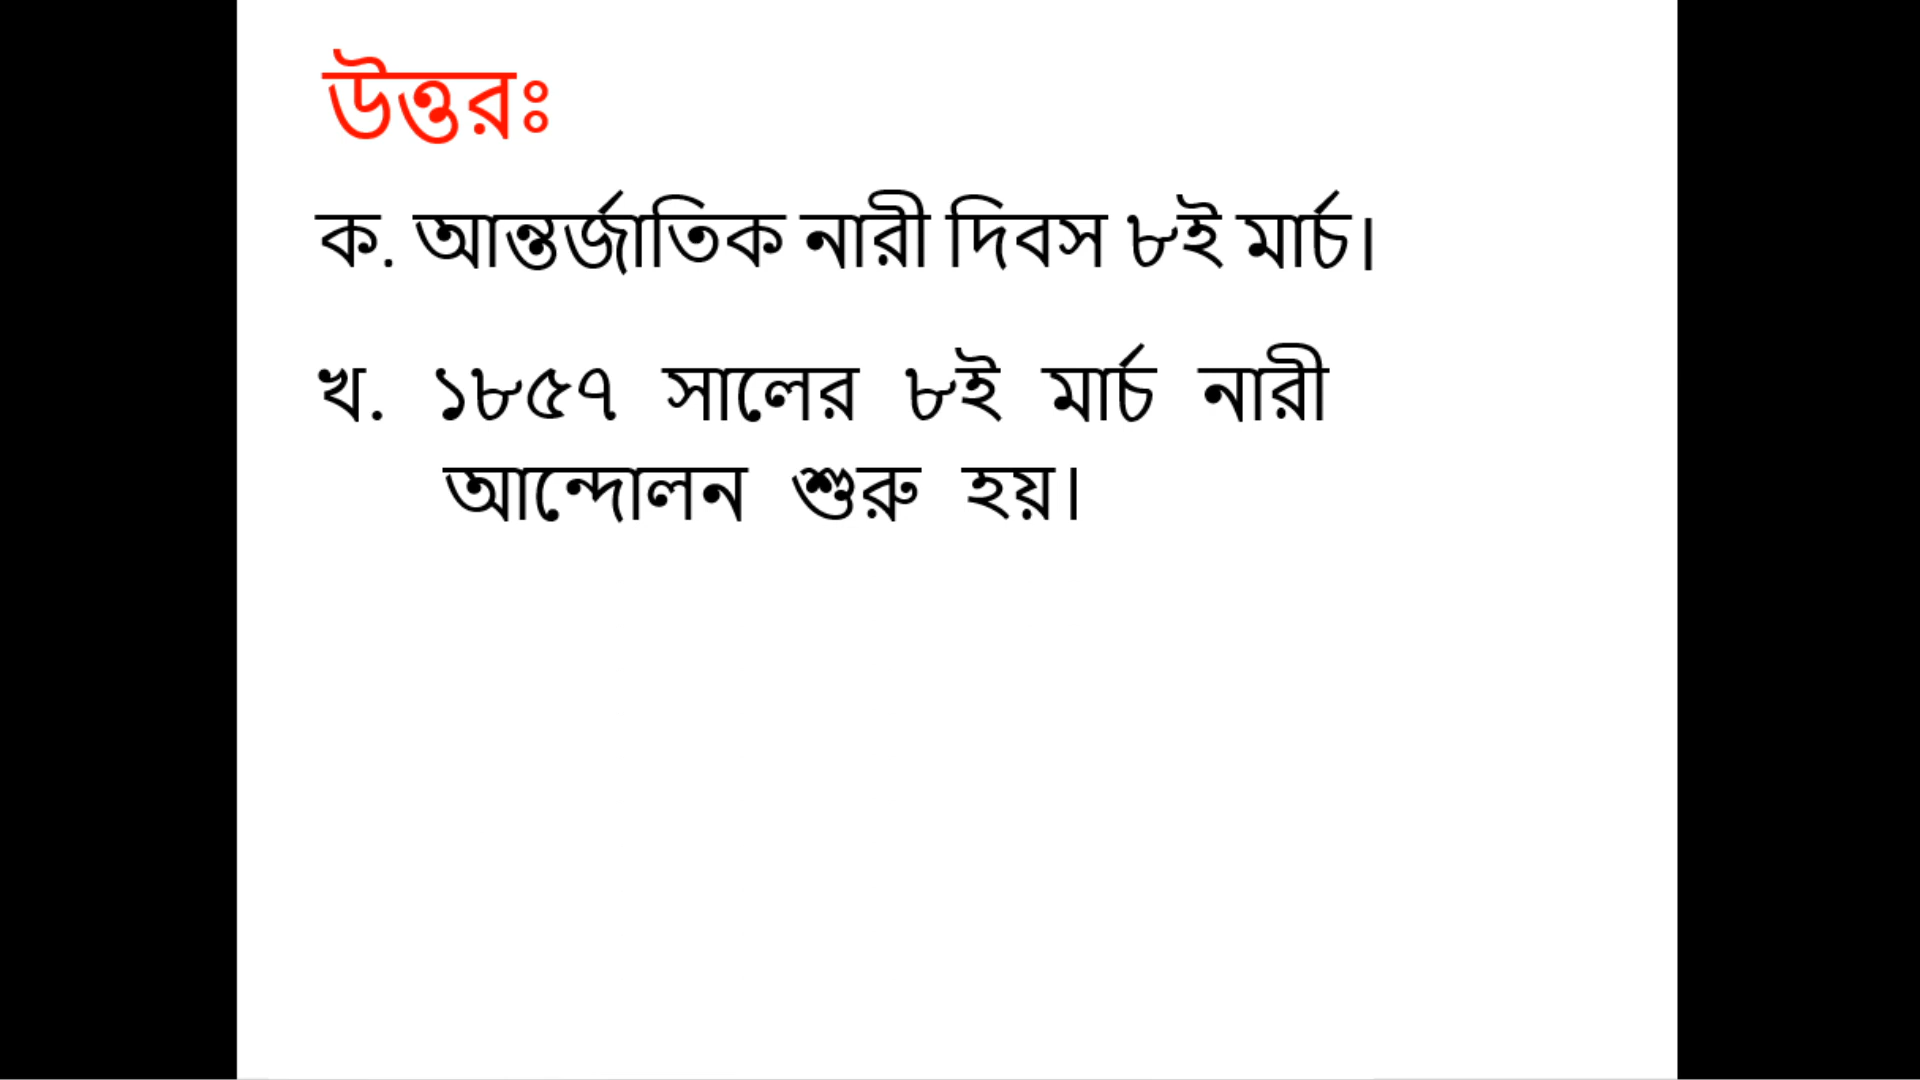 উত্তরঃ
ক. আন্তর্জাতিক নারী দিবস ৮ই মার্চ।
খ. ১৮৫৭ সালের ৮ই মার্চ নারী
আন্দোলন শুরু হয়।